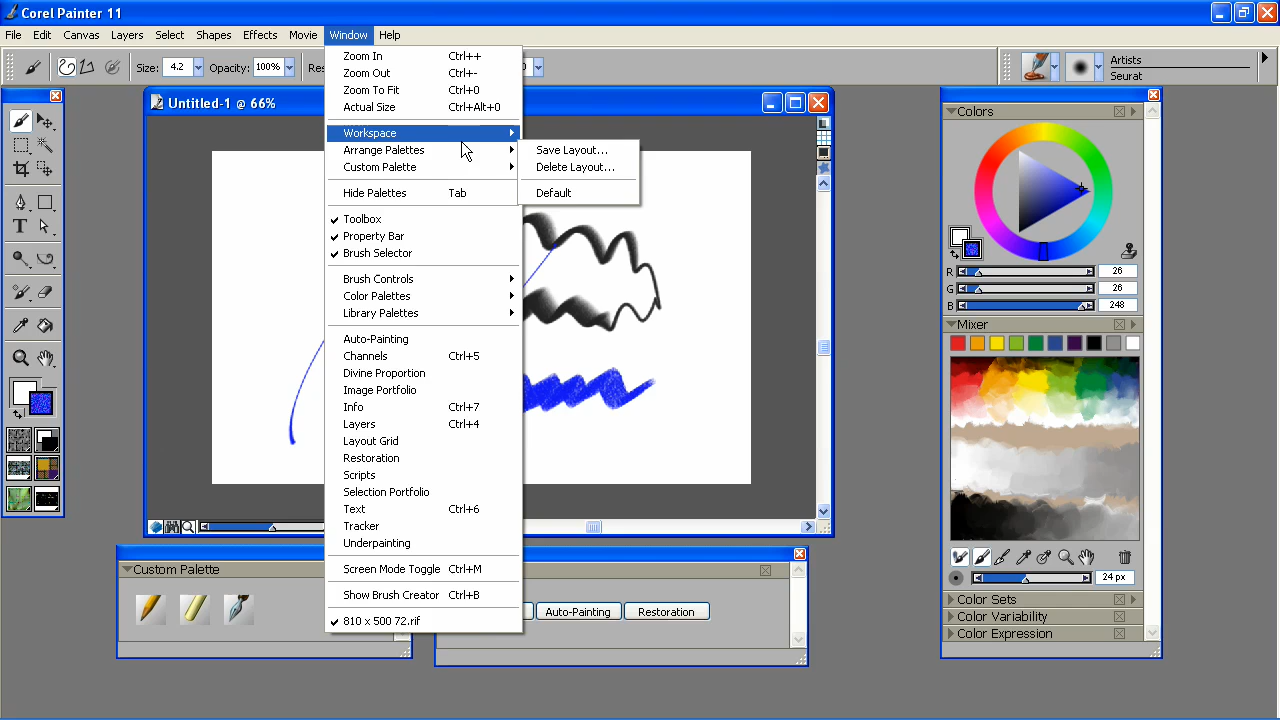 Corel Painter 11
File Edit Canvas Layers Select Shapes Effects Movie Window Help
Size: 4.2 Opacity: 100%
Artists
Seurat
Untitled-1 @ 66%
Zoom In Ctrl++
Zoom Out Ctrl+-
Zoom To Fit Ctrl+0
Actual Size Ctrl+Alt+0
Workspace
Arrange Palettes
Custom Palette
Hide Palettes Tab
Toolbox
Property Bar
Brush Selector
Brush Controls
Color Palettes
Library Palettes
Auto-Painting
Channels Ctrl+5
Divine Proportion
Image Portfolio
Info Ctrl+7
Layers Ctrl+4
Layout Grid
Restoration
Scripts
Selection Portfolio
Text Ctrl+6
Tracker
Underpainting
Screen Mode Toggle Ctrl+M
Show Brush Creator Ctrl+B
810 x 500 72.rif
Save Layout...
Delete Layout...
Default
Colors
R 26
G 26
B 248
Mixer
24 px
Color Sets
Color Variability
Color Expression
Custom Palette
Auto-Painting Restoration